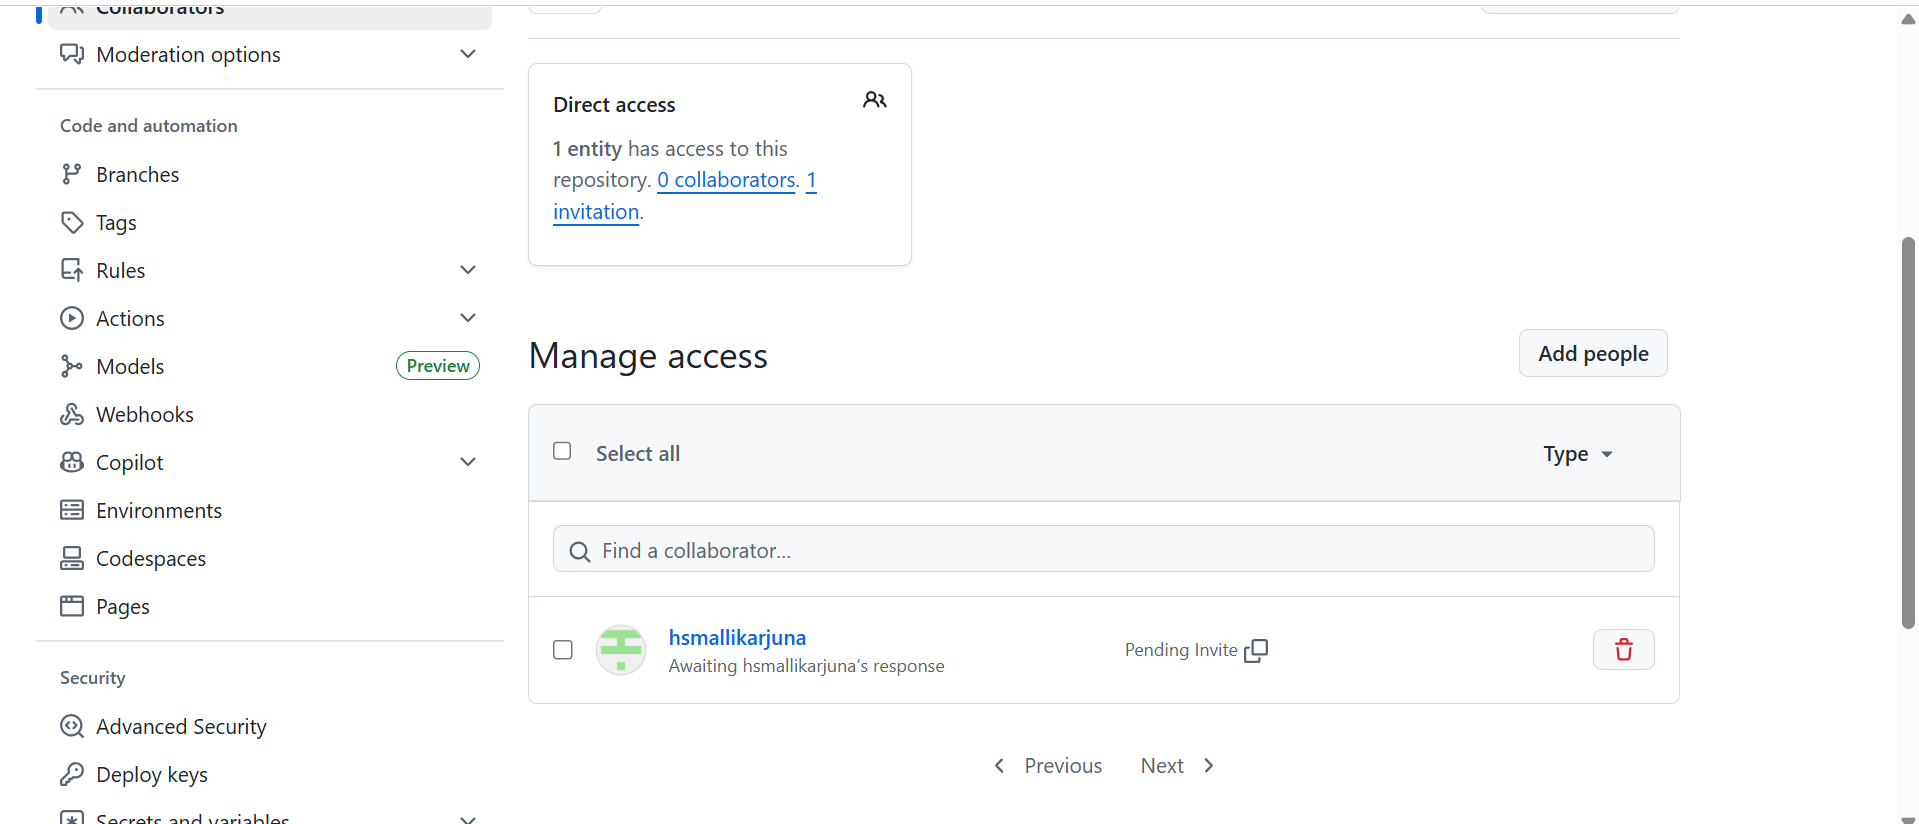 Collaborators
Moderation options
Code and automation
Branches
Tags
Rules
Actions
Models
Preview
Webhooks
Copilot
Environments
Codespaces
Pages
Security
Advanced Security
Deploy keys
Secrets and variables
Direct access
1 entity has access to this
repository. 0 collaborators. 1
invitation.
Manage access
Add people
Select all
Type
Find a collaborator...
hsmallikarjuna
Awaiting hsmallikarjuna's response
Pending Invite
Previous
Next